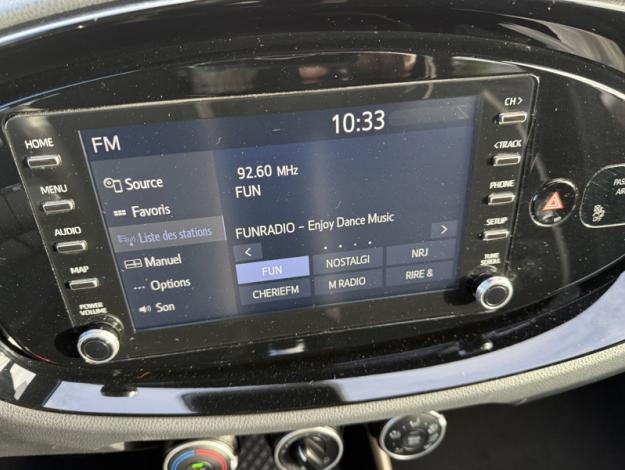 HOME
MENU
AUDIO
MAP
POWER
VOLUME
FM
10:33
Source
Favoris
Liste des stations
Manuel
Options
Son
92.60 MHz
FUN
FUNRADIO – Enjoy Dance Music
< >
FUN NOSTALGI NRJ
CHERIEFM M RADIO RIRE &
CH >
< TRACK
PHONE
SETUP
TUNE
SCROLL